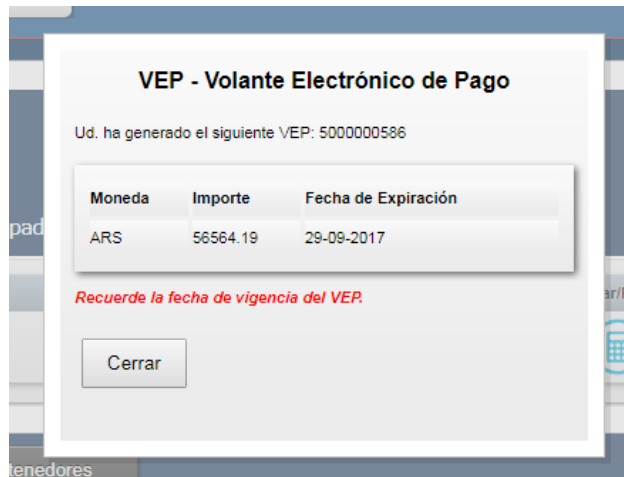 VEP - Volante Electrónico de Pago
Ud. ha generado el siguiente VEP: 5000000586
Moneda Importe Fecha de Expiración
ARS 56564.19 29-09-2017
Recuerde la fecha de vigencia del VEP.
Cerrar